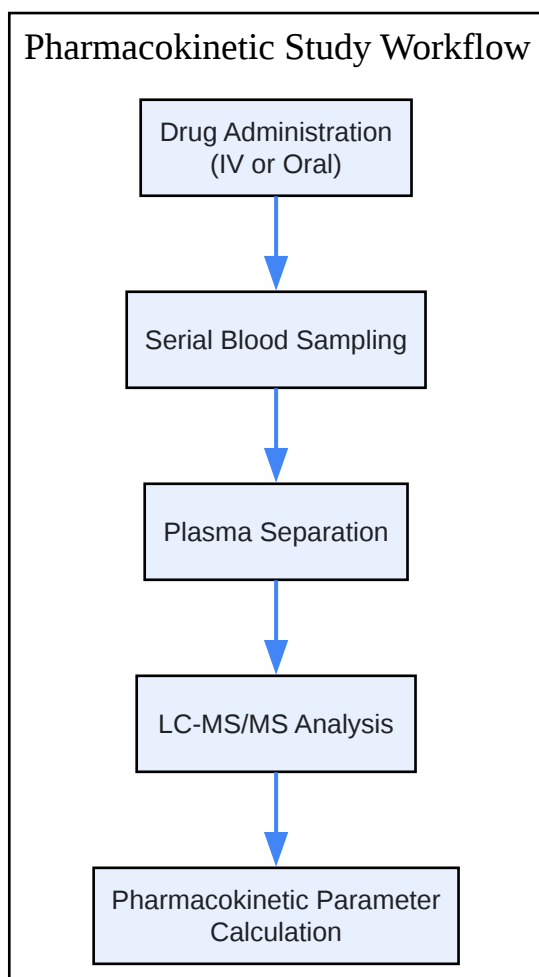 Pharmacokinetic Study Workflow
Drug Administration
(IV or Oral)
Serial Blood Sampling
Plasma Separation
LC-MS/MS Analysis
Pharmacokinetic Parameter
Calculation